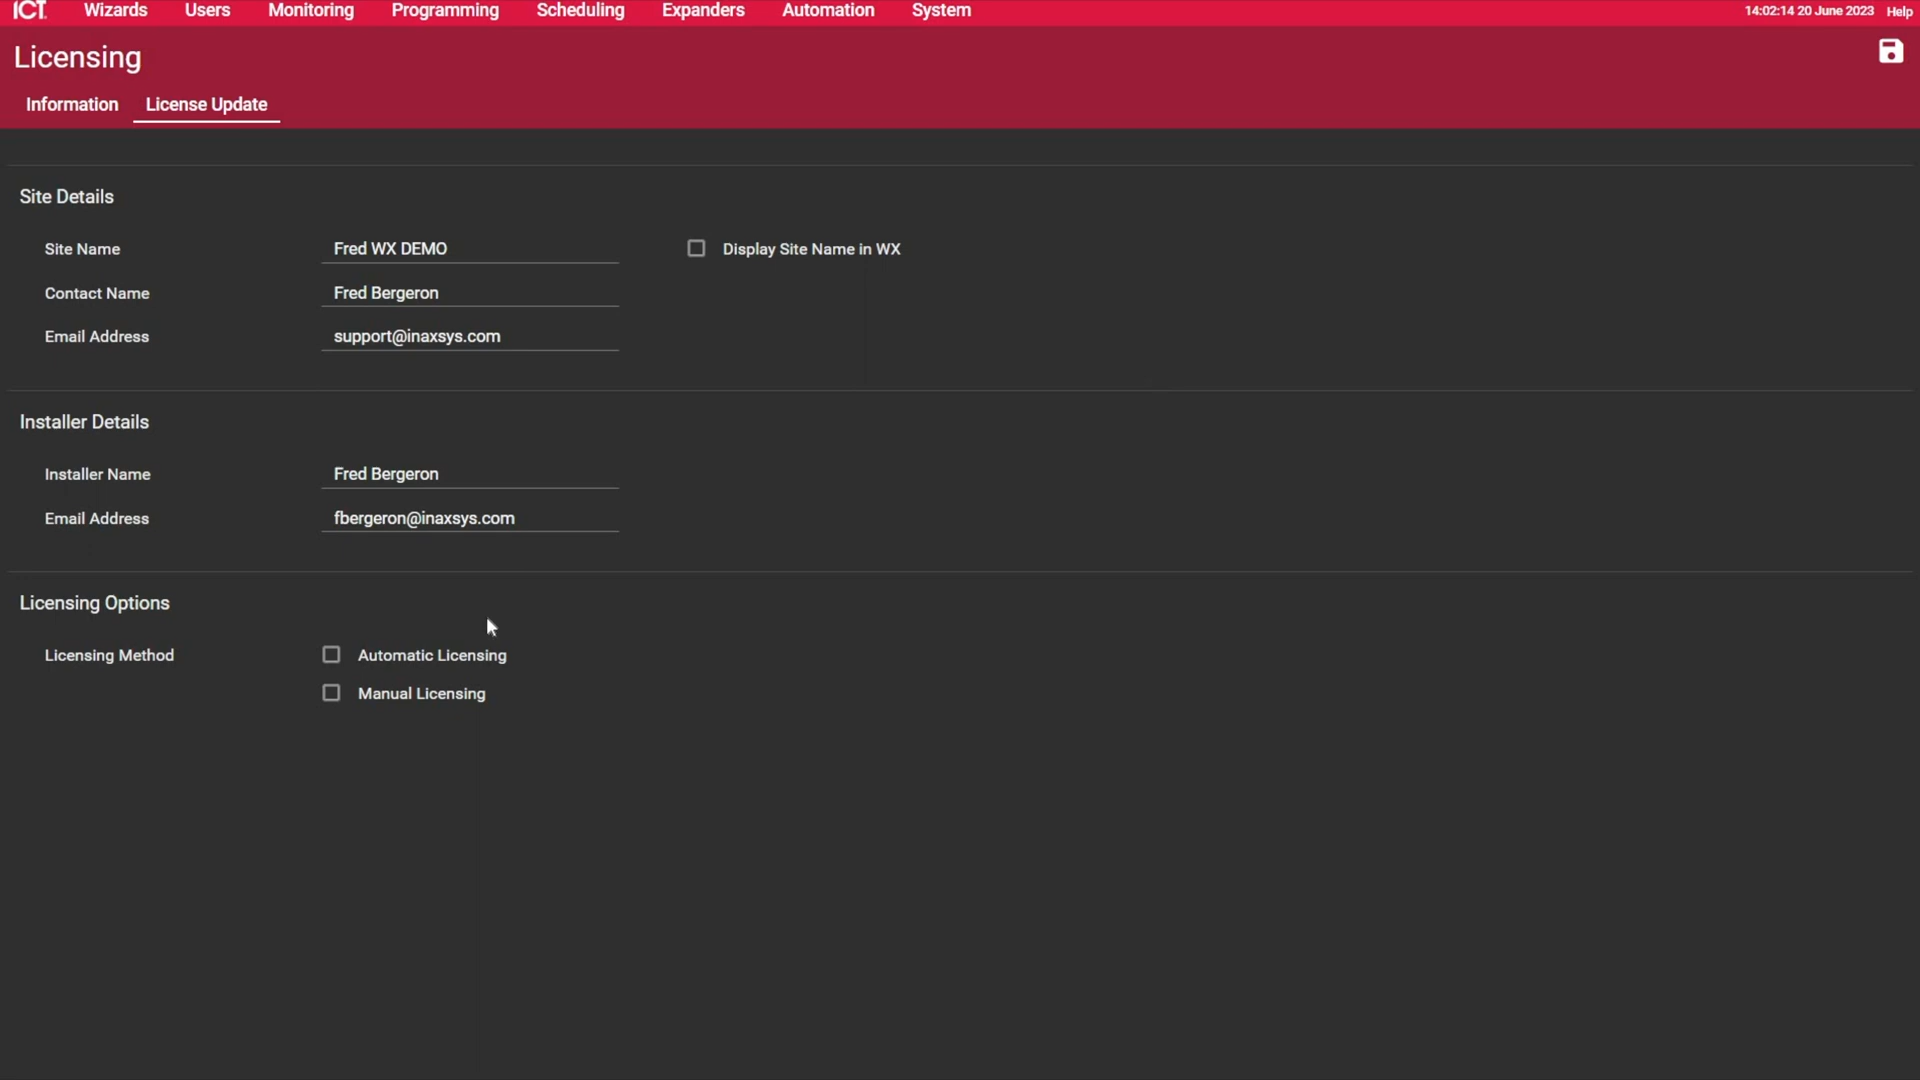 ICT. Wizards Users Monitoring Programming Scheduling Expanders Automation System 14:02:14 20 June 2023 Help
Licensing
Information License Update
Site Details
Site Name Fred WX DEMO Display Site Name in WX
Contact Name Fred Bergeron
Email Address support@inaxsys.com
Installer Details
Installer Name Fred Bergeron
Email Address fbergeron@inaxsys.com
Licensing Options
Licensing Method Automatic Licensing
Manual Licensing